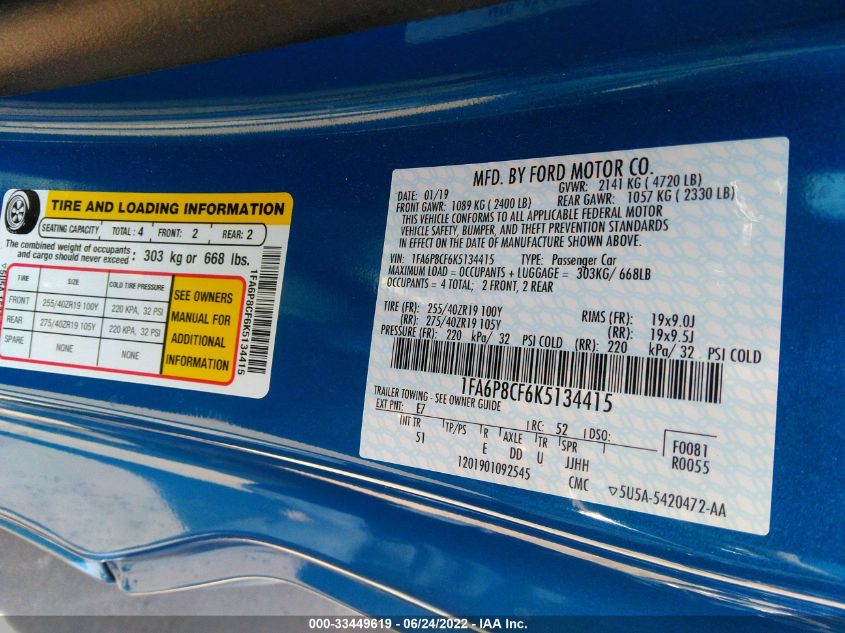 TIRE AND LOADING INFORMATION
SEATING CAPACITY TOTAL: 4 FRONT: 2 REAR: 2
The combined weight of occupants
and cargo should never exceed: 303 kg or 668 lbs.
TIRE SIZE COLD TIRE PRESSURE
FRONT 255/40ZR19 100Y 220 KPA, 32 PSI
REAR 275/40ZR19 105Y 220 KPA, 32 PSI
SPARE NONE NONE
SEE OWNERS
MANUAL FOR
ADDITIONAL
INFORMATION
1FA6P8CF6K5134415
MFD. BY FORD MOTOR CO.
DATE: 01/19 GVWR: 2141 KG ( 4720 LB)
FRONT GAWR: 1089 KG ( 2400 LB) REAR GAWR: 1057 KG ( 2330 LB)
THIS VEHICLE CONFORMS TO ALL APPLICABLE FEDERAL MOTOR
VEHICLE SAFETY, BUMPER, AND THEFT PREVENTION STANDARDS
IN EFFECT ON THE DATE OF MANUFACTURE SHOWN ABOVE.
VIN: 1FA6P8CF6K5134415 TYPE: Passenger Car
MAXIMUM LOAD = OCCUPANTS + LUGGAGE = 303KG/ 668LB
OCCUPANTS = 4 TOTAL; 2 FRONT, 2 REAR
TIRE (FR): 255/40ZR19 100Y RIMS (FR): 19x9.0J
(RR): 275/40ZR19 105Y (RR): 19x9.5J
PRESSURE (FR): 220 kPa/ 32 PSI COLD (RR): 220 kPa/ 32 PSI COLD
1FA6P8CF6K5134415
TRAILER TOWING - SEE OWNER GUIDE
EXT PNT: E7 RC: 52 DSO:
INT TR TP/PS R AXLE TR SPR
51 E DD U JJHH
F0081
R0055
1201901092545 CMC ▽5U5A-5420472-AA
000-33449619 - 06/24/2022 - IAA Inc.